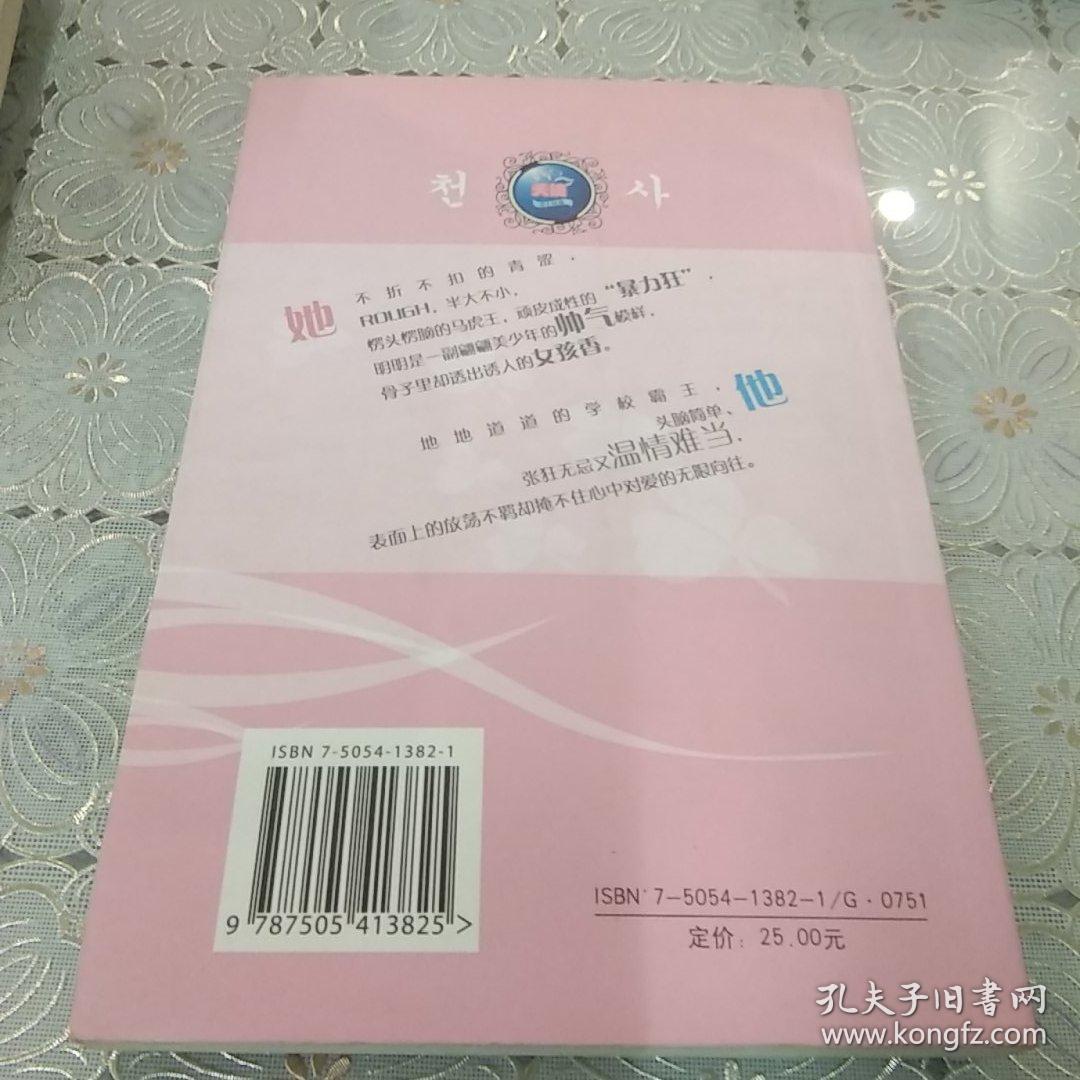 천 사
她
不折不扣的青涩，
ROUGH，半大不小，
愣头愣脑的马虎王，顽皮成性的“暴力狂”，
明明是一副翩翩美少年的帅气模样，
骨子里却透出诱人的女孩香。
他
地地道道的学校霸王，
头脑简单、
张狂无忌又温情难当，
表面上的放荡不羁却掩不住心中对爱的无限向往。
ISBN 7-5054-1382-1
9 787505 413825 >
ISBN 7-5054-1382-1/G·0751
定价：25.00元
孔夫子旧書网
www.kongfz.com